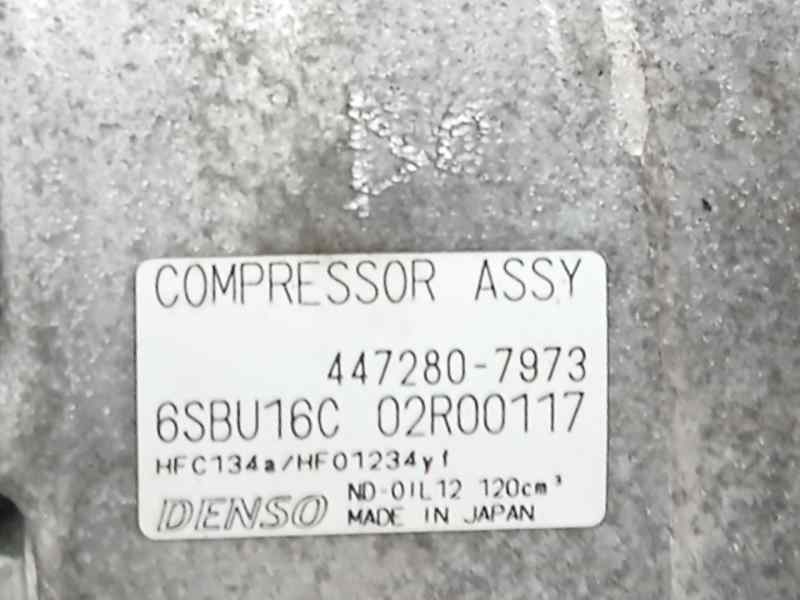 COMPRESSOR ASSY
447280-7973
6SBU16C 02R00117
HFC134a/HFO1234yf
ND-OIL12 120cm³
DENSO
MADE IN JAPAN